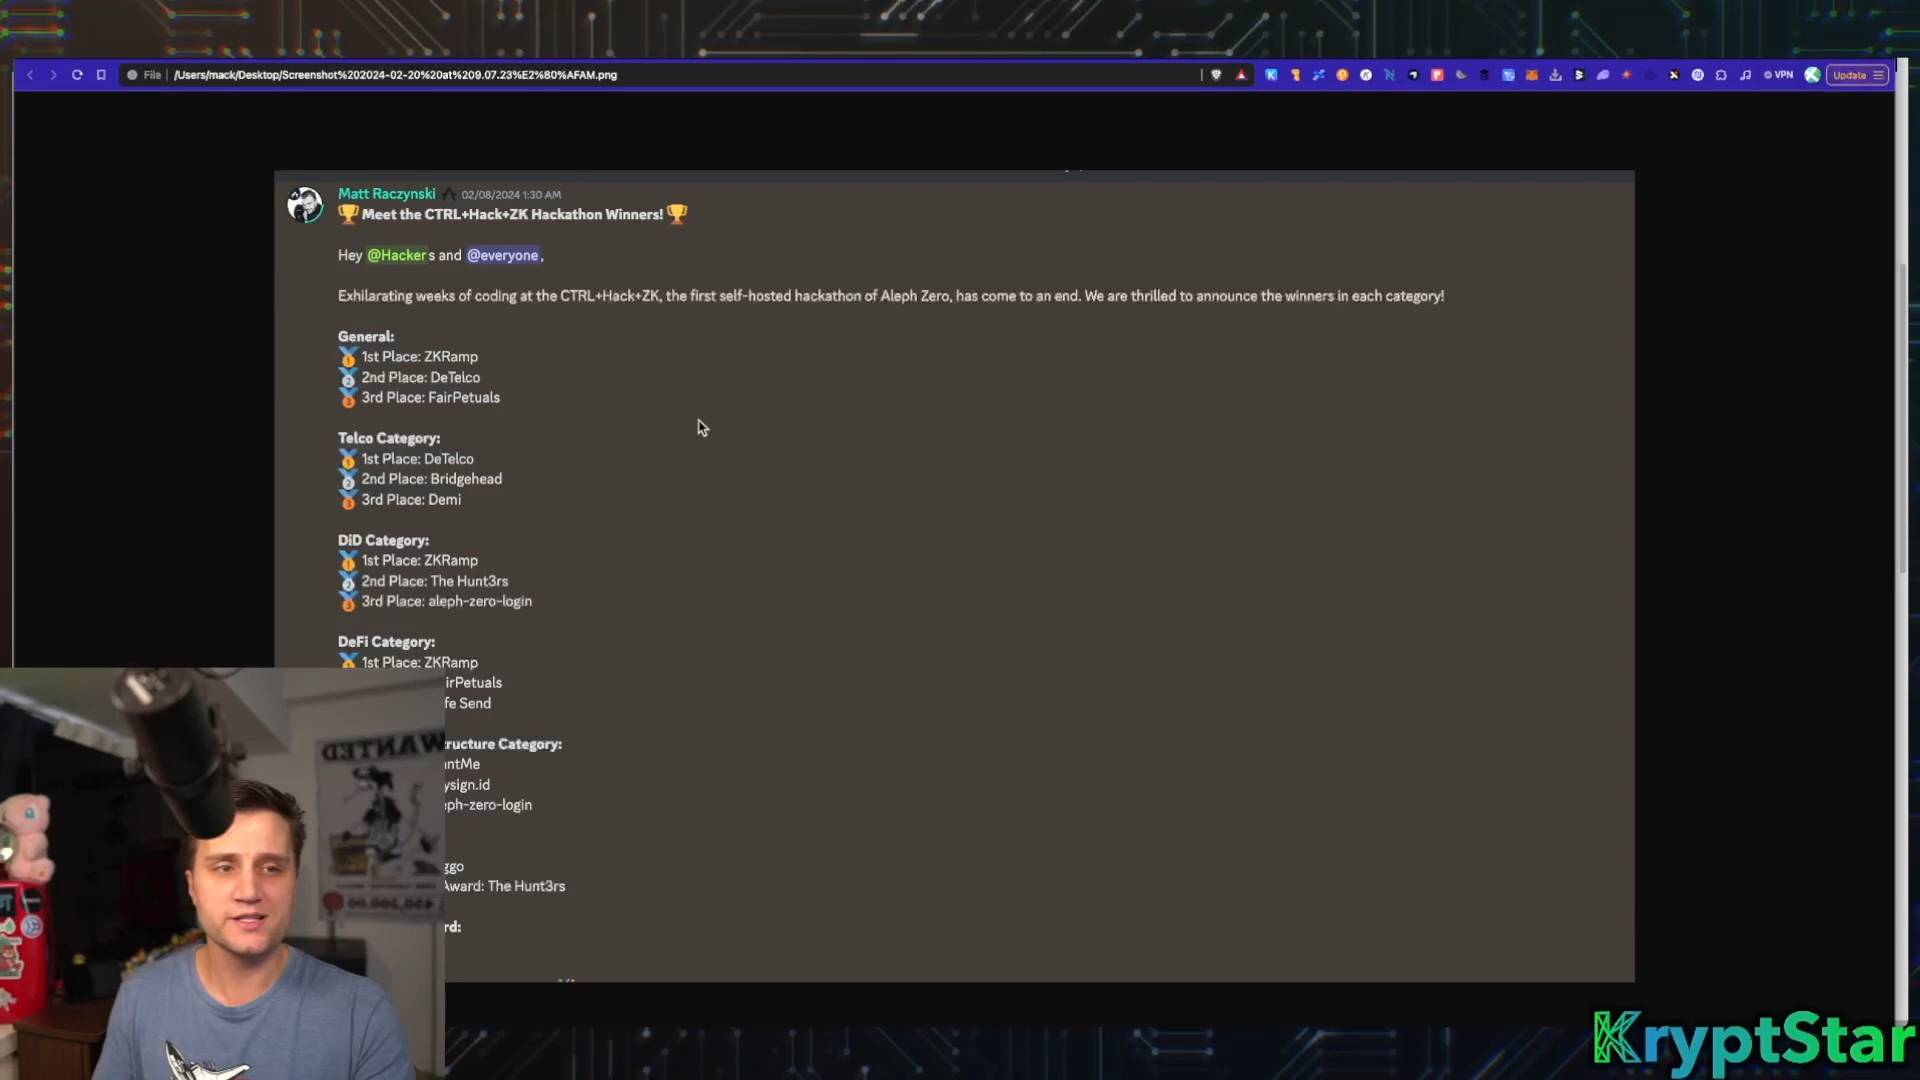 File | /Users/mack/Desktop/Screenshot%202024-02-20%20at%209.07.23%E2%80%AFAM.png
VPN
Update
Matt Raczynski 02/08/2024 1:30 AM
🏆 Meet the CTRL+Hack+ZK Hackathon Winners! 🏆
Hey @Hackers and @everyone,
Exhilarating weeks of coding at the CTRL+Hack+ZK, the first self-hosted hackathon of Aleph Zero, has come to an end. We are thrilled to announce the winners in each category!
General:
🥇 1st Place: ZKRamp
🥈 2nd Place: DeTelco
🥉 3rd Place: FairPetuals
Telco Category:
🥇 1st Place: DeTelco
🥈 2nd Place: Bridgehead
🥉 3rd Place: Demi
DiD Category:
🥇 1st Place: ZKRamp
🥈 2nd Place: The Hunt3rs
🥉 3rd Place: aleph-zero-login
DeFi Category:
🥇 1st Place: ZKRamp
irPetuals
fe Send
ructure Category:
antMe
ysign.id
eph-zero-login
ggo
Award: The Hunt3rs
rd:
WANTED
KryptStar